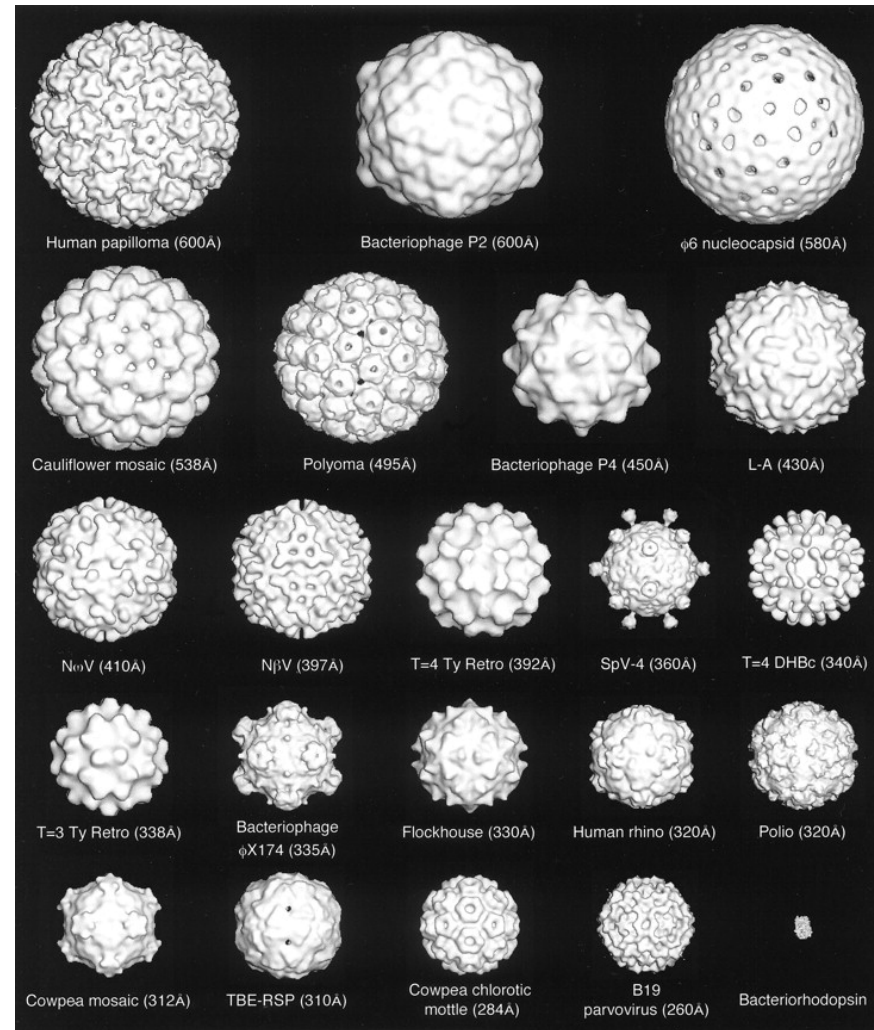 Human papilloma (600Å)
Bacteriophage P2 (600Å)
ϕ6 nucleocapsid (580Å)
Cauliflower mosaic (538Å)
Polyoma (495Å)
Bacteriophage P4 (450Å)
L-A (430Å)
NωV (410Å)
NβV (397Å)
T=4 Ty Retro (392Å)
SpV-4 (360Å)
T=4 DHBc (340Å)
T=3 Ty Retro (338Å)
Bacteriophage
ϕX174 (335Å)
Flockhouse (330Å)
Human rhino (320Å)
Polio (320Å)
Cowpea mosaic (312Å)
TBE-RSP (310Å)
Cowpea chlorotic
mottle (284Å)
B19
parvovirus (260Å)
Bacteriorhodopsin